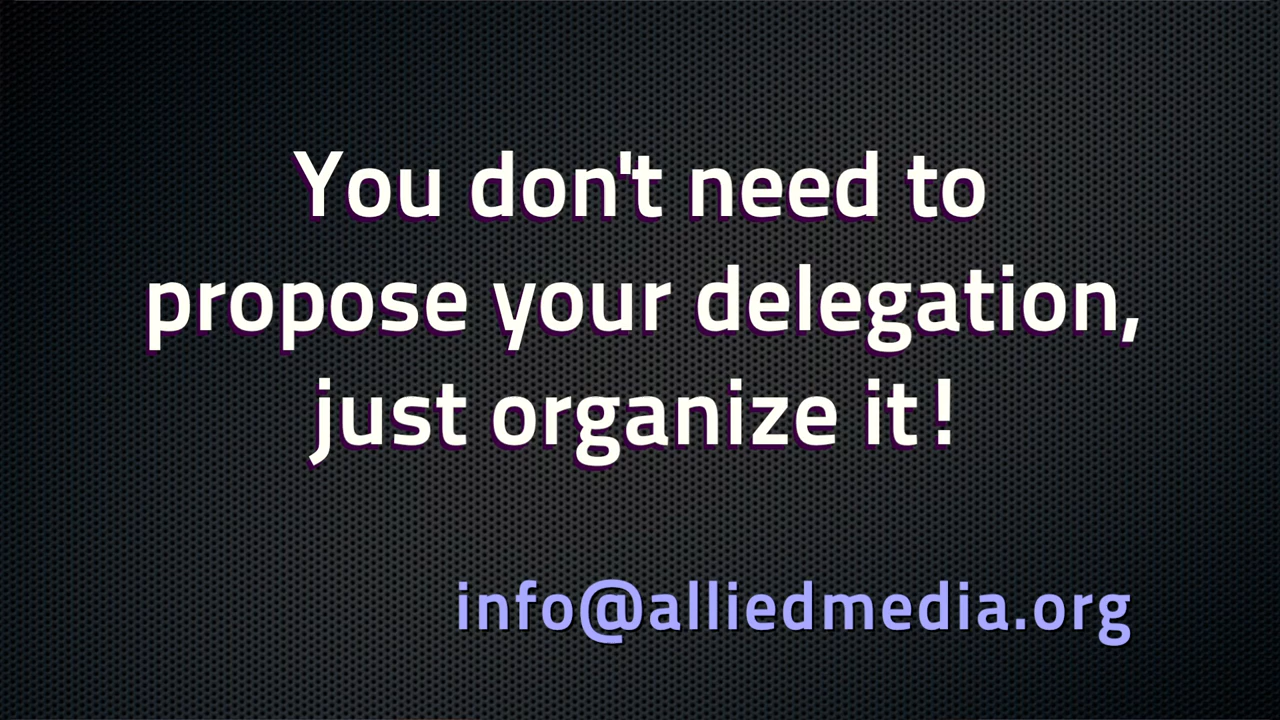 You don't need to
propose your delegation,
just organize it!
info@alliedmedia.org